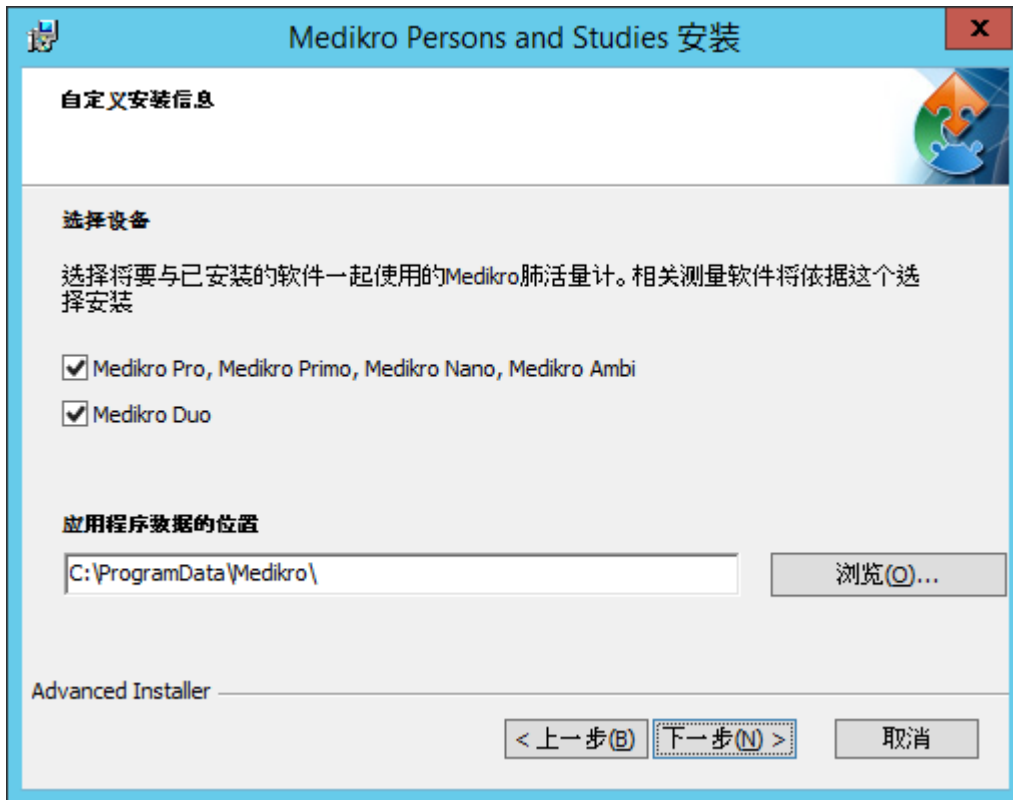 Medikro Persons and Studies 安装
x
自定义安装信息
选择设备
选择将要与已安装的软件一起使用的Medikro肺活量计。相关测量软件将依据这个选
择安装
Medikro Pro, Medikro Primo, Medikro Nano, Medikro Ambi
Medikro Duo
应用程序数据的位置
C:\ProgramData\Medikro\
浏览(O)...
Advanced Installer
< 上一步(B)
下一步(N) >
取消